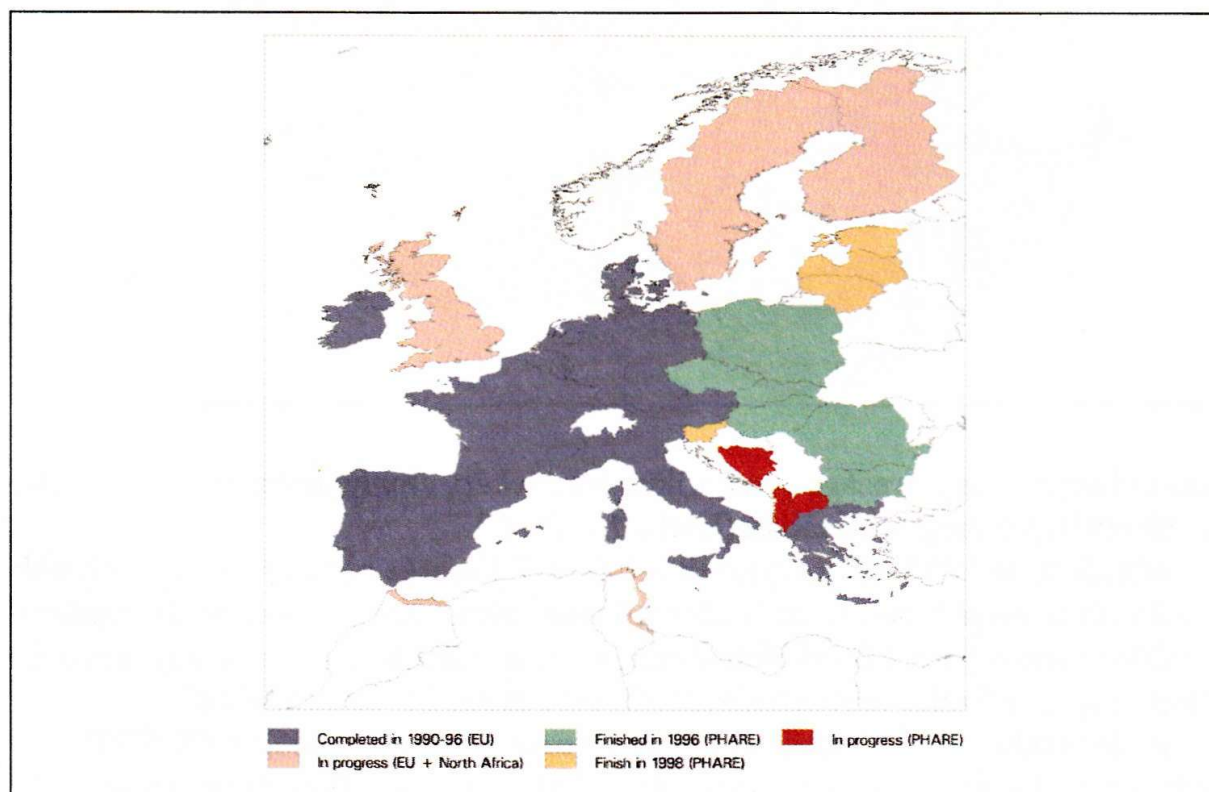 Completed in 1990-96 (EU)
Finished in 1996 (PHARE)
In progress (PHARE)
In progress (EU + North Africa)
Finish in 1998 (PHARE)